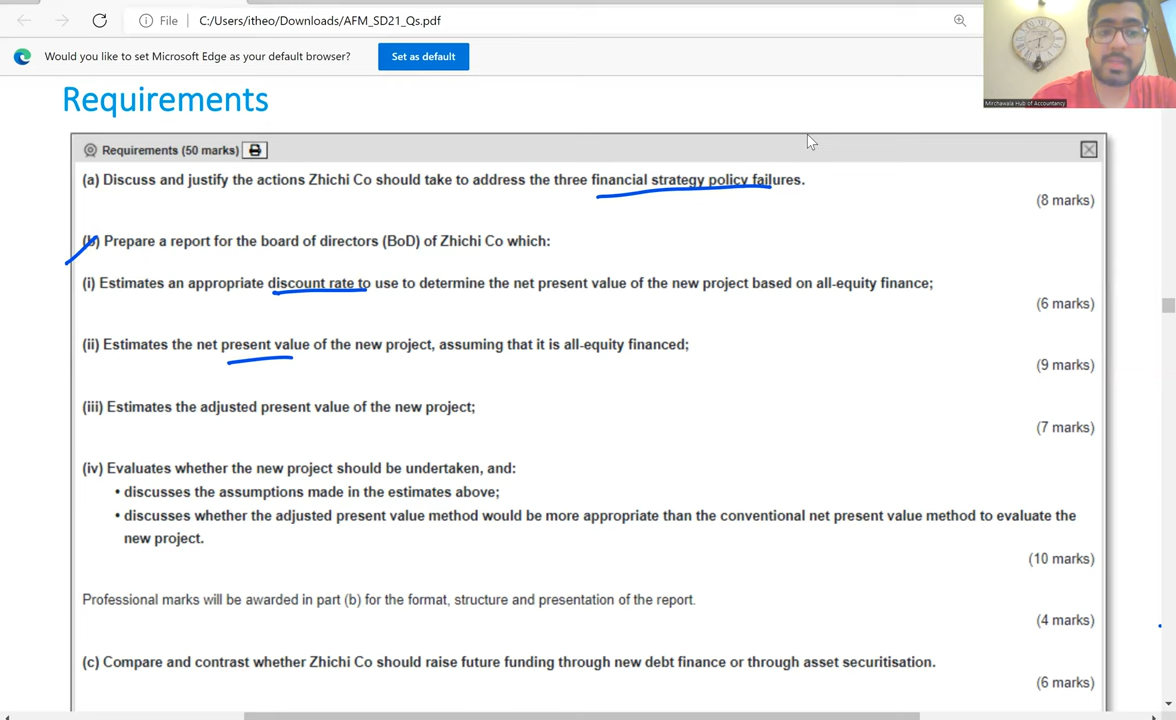 File C:/Users/itheo/Downloads/AFM_SD21_Qs.pdf
Would you like to set Microsoft Edge as your default browser? Set as default
Mirchawala Hub of Accountancy
Requirements
Requirements (50 marks)
(a) Discuss and justify the actions Zhichi Co should take to address the three financial strategy policy failures.
(8 marks)
(b) Prepare a report for the board of directors (BoD) of Zhichi Co which:
(i) Estimates an appropriate discount rate to use to determine the net present value of the new project based on all-equity finance;
(6 marks)
(ii) Estimates the net present value of the new project, assuming that it is all-equity financed;
(9 marks)
(iii) Estimates the adjusted present value of the new project;
(7 marks)
(iv) Evaluates whether the new project should be undertaken, and:
• discusses the assumptions made in the estimates above;
• discusses whether the adjusted present value method would be more appropriate than the conventional net present value method to evaluate the
new project.
(10 marks)
Professional marks will be awarded in part (b) for the format, structure and presentation of the report.
(4 marks)
(c) Compare and contrast whether Zhichi Co should raise future funding through new debt finance or through asset securitisation.
(6 marks)